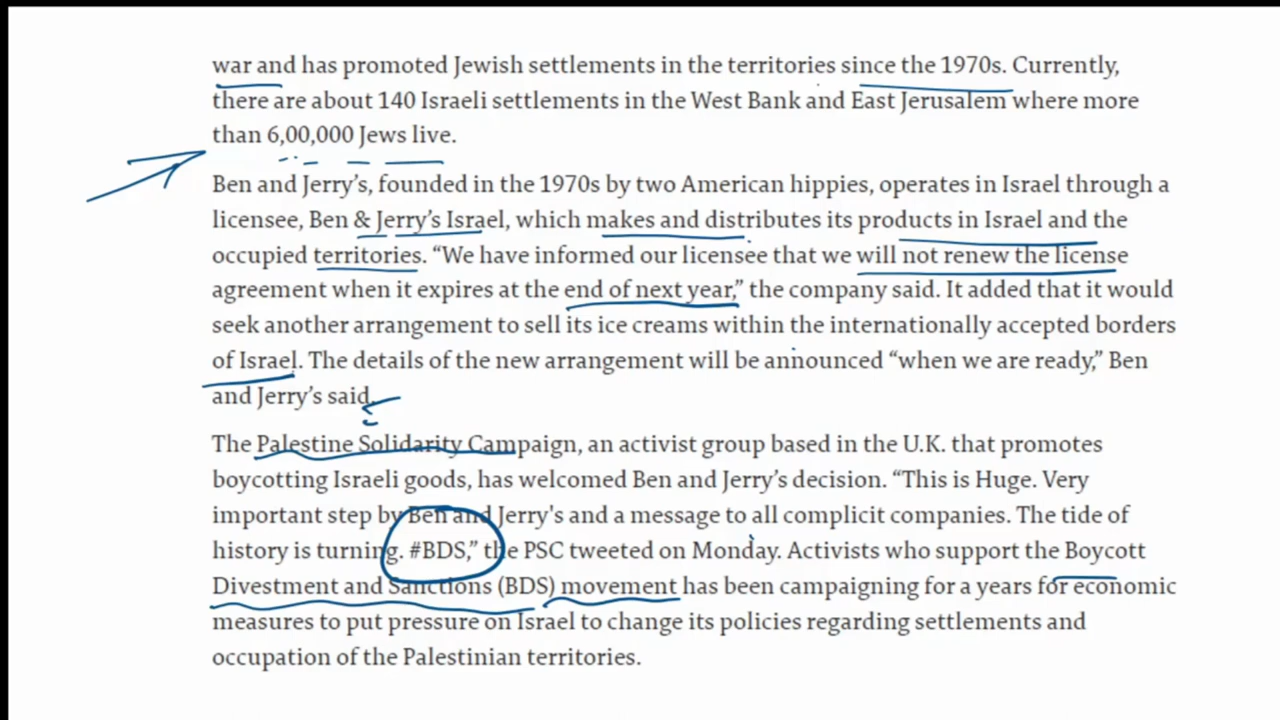 war and has promoted Jewish settlements in the territories since the 1970s. Currently,
there are about 140 Israeli settlements in the West Bank and East Jerusalem where more
than 6,00,000 Jews live.
Ben and Jerry’s, founded in the 1970s by two American hippies, operates in Israel through a
licensee, Ben & Jerry’s Israel, which makes and distributes its products in Israel and the
occupied territories. “We have informed our licensee that we will not renew the license
agreement when it expires at the end of next year,” the company said. It added that it would
seek another arrangement to sell its ice creams within the internationally accepted borders
of Israel. The details of the new arrangement will be announced “when we are ready,” Ben
and Jerry’s said.
The Palestine Solidarity Campaign, an activist group based in the U.K. that promotes
boycotting Israeli goods, has welcomed Ben and Jerry’s decision. “This is Huge. Very
important step by Ben and Jerry's and a message to all complicit companies. The tide of
history is turning. #BDS,” the PSC tweeted on Monday. Activists who support the Boycott
Divestment and Sanctions (BDS) movement has been campaigning for a years for economic
measures to put pressure on Israel to change its policies regarding settlements and
occupation of the Palestinian territories.